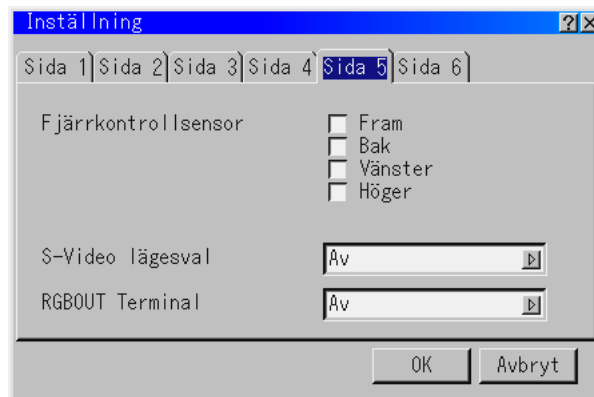 Inställning
Sida 1 Sida 2 Sida 3 Sida 4 Sida 5 Sida 6
Fjärrkontrollsensor
Fram
Bak
Vänster
Höger
S-Video lägesval Av
RGBOUT Terminal Av
OK Avbryt